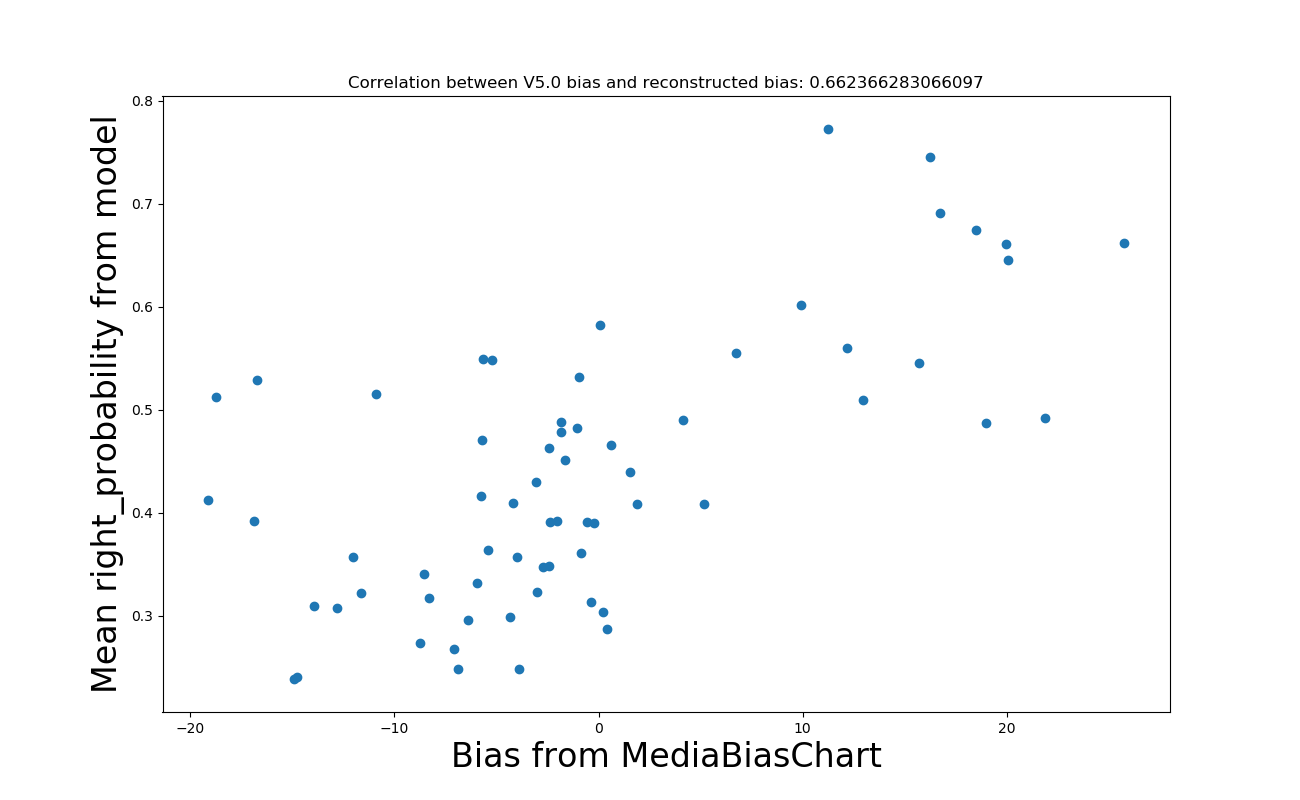 Correlation between V5.0 bias and reconstructed bias: 0.662366283066097
Mean right_probability from model
0.8
0.7
0.6
0.5
0.4
0.3
−20 −10 0 10 20
Bias from MediaBiasChart